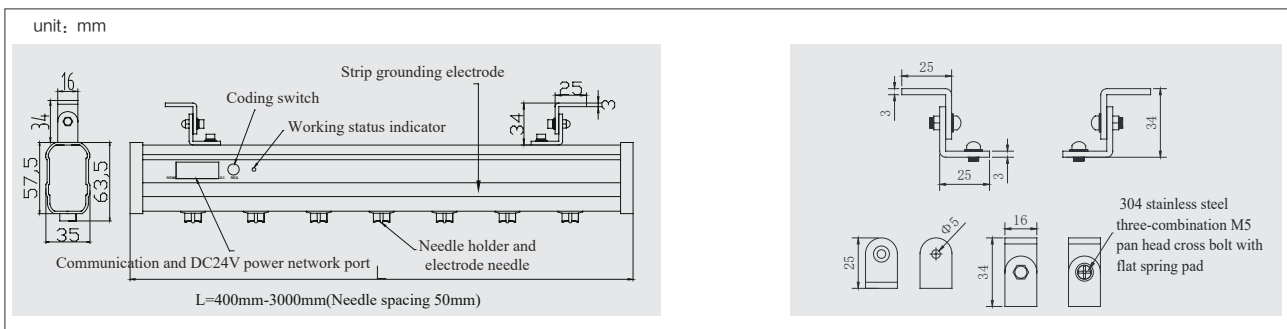 unit: mm
16
34
57,5
63,5
35
Strip grounding electrode
Coding switch
Working status indicator
25
3
34
Needle holder and
electrode needle
Communication and DC24V power network port
L=400mm-3000mm(Needle spacing 50mm)
25
3
25
3
34
25
Φ5
16
34
304 stainless steel
three-combination M5
pan head cross bolt with
flat spring pad